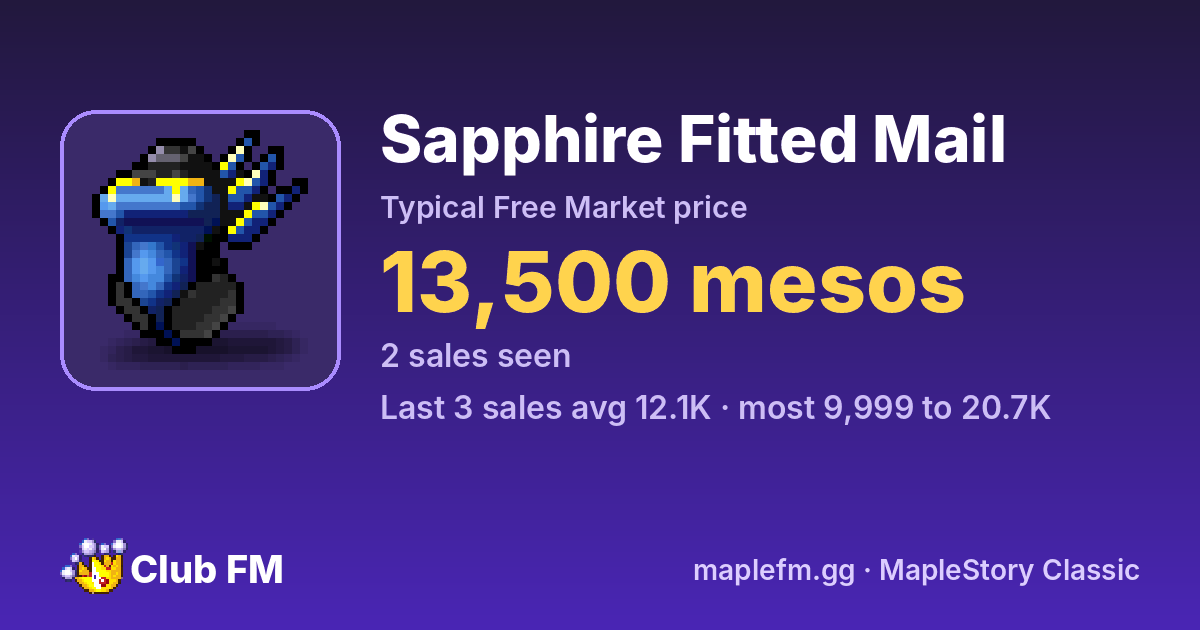 Sapphire Fitted Mail
Typical Free Market price
13,500 mesos
2 sales seen
Last 3 sales avg 12.1K · most 9,999 to 20.7K
Club FM
maplefm.gg · MapleStory Classic